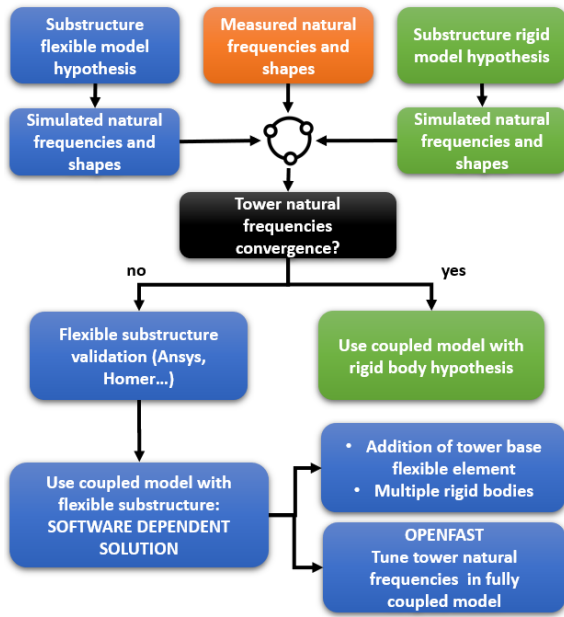 Substructure
flexible model
hypothesis
Measured natural
frequencies and
shapes
Substructure rigid
model hypothesis
Simulated natural
frequencies and
shapes
Simulated natural
frequencies and
shapes
Tower natural
frequencies
convergence?
no
yes
Flexible substructure
validation (Ansys,
Homer...)
Use coupled model with
rigid body hypothesis
Use coupled model with
flexible substructure:
SOFTWARE DEPENDENT
SOLUTION
• Addition of tower base
flexible element
• Multiple rigid bodies
OPENFAST
Tune tower natural
frequencies in fully
coupled model